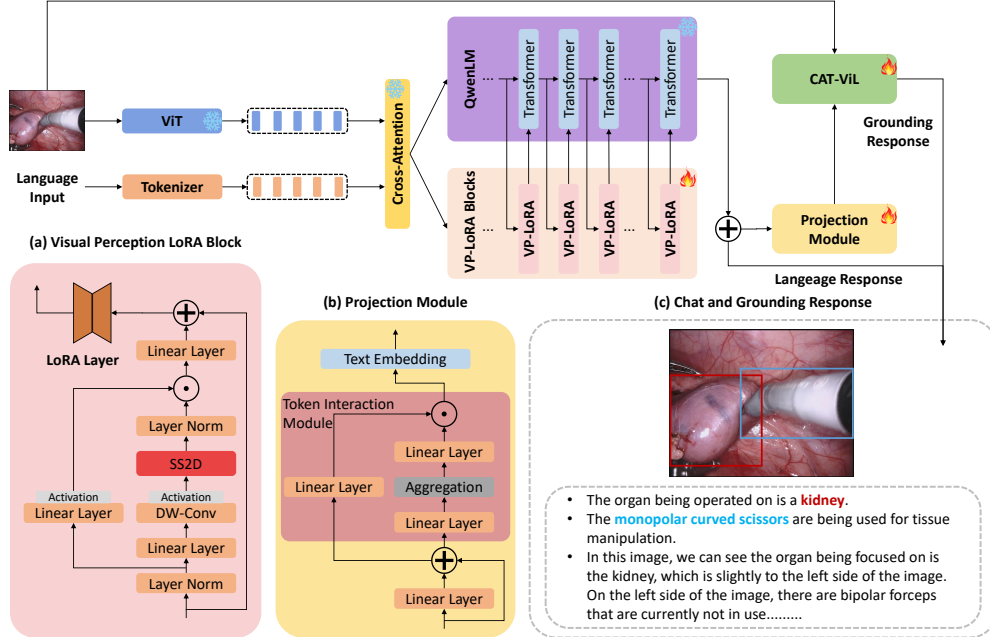 ViT
Language
Input
Tokenizer
Cross-Attention
QwenLM
...
Transformer
Transformer
Transformer
...
Transformer
VP-LoRA Blocks
...
VP-LoRA
VP-LoRA
VP-LoRA
...
VP-LoRA
CAT-ViL
Grounding
Response
Projection
Module
Langeage Response
(a) Visual Perception LoRA Block
LoRA Layer
Linear Layer
Layer Norm
SS2D
Activation
Linear Layer
Activation
DW-Conv
Linear Layer
Layer Norm
(b) Projection Module
Text Embedding
Token Interaction
Module
Linear Layer
Linear Layer
Aggregation
Linear Layer
Linear Layer
(c) Chat and Grounding Response
• The organ being operated on is a kidney.
• The monopolar curved scissors are being used for tissue
manipulation.
• In this image, we can see the organ being focused on is
the kidney, which is slightly to the left side of the image.
On the left side of the image, there are bipolar forceps
that are currently not in use.........